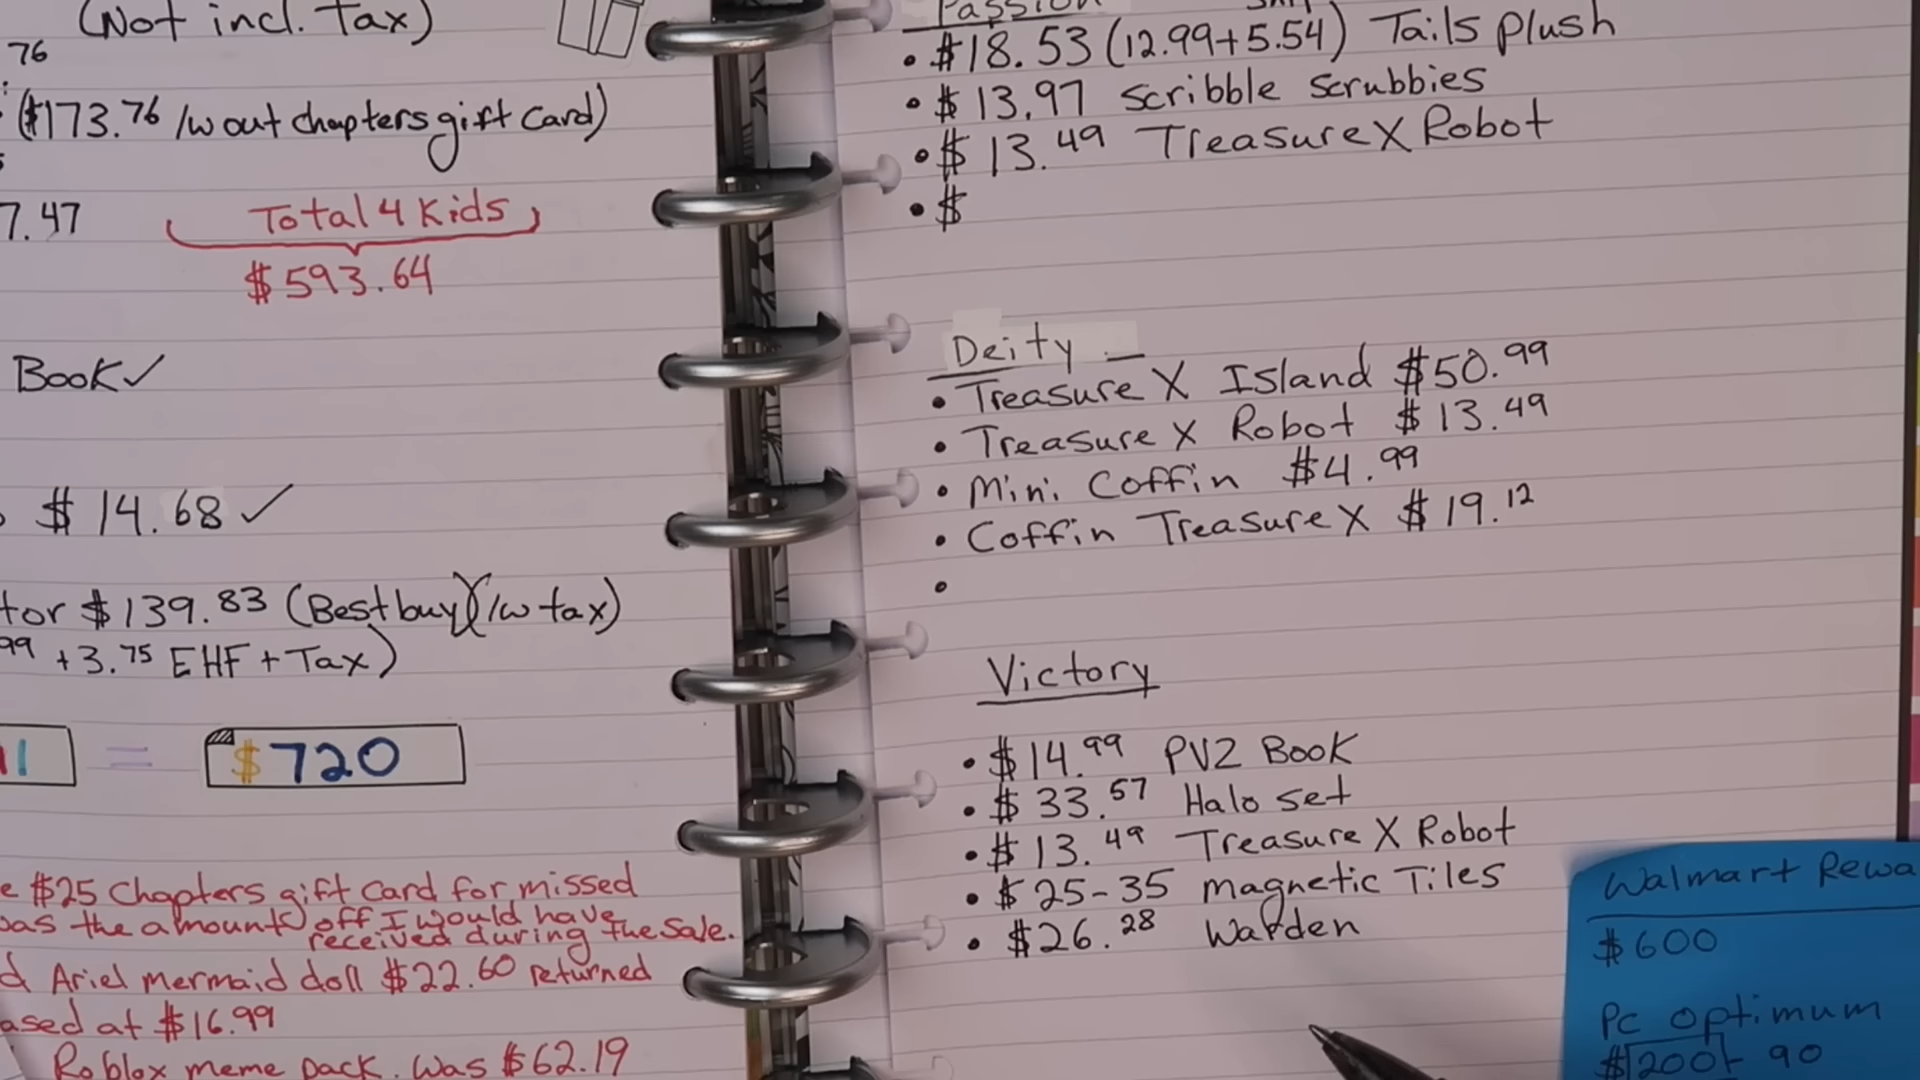 (Not incl. Tax)
76
($173.76 /w out chapters gift card)
7.47
Total 4 Kids
$593.64
Book✓
$ 14.68 ✓
tor $139.83 (Bestbuy)(/w tax)
99 +3.75 EHF + Tax)
= $720
e $25 Chapters gift card for missed
was the amount off I would have
received during the sale.
d Ariel mermaid doll $22.60 returned
ased at $16.99
Roblox meme pack. Was $62.19
Passion
• $18.53 (12.99+5.54) Tails plush
• $13.97 Scribble Scrubbies
• $13.49 Treasure X Robot
• $
Deity
• Treasure X Island $50.99
• Treasure X Robot $13.49
• Mini Coffin $4.99
• Coffin Treasure X $19.12
•
Victory
• $14.99 PVZ Book
• $33.57 Halo set
• $13.49 Treasure X Robot
• $25-35 magnetic Tiles
• $26.28 Warden
Walmart Rewa
$600
Pc optimum
$200 - 90